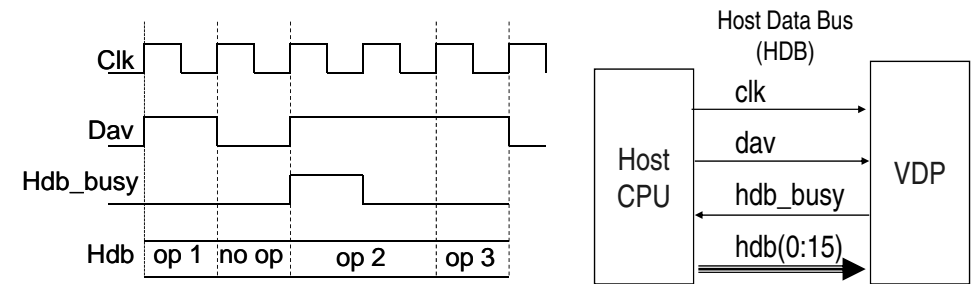 Clk
Dav
Hdb_busy
Hdb
op 1
no op
op 2
op 3
Host Data Bus
(HDB)
clk
dav
hdb_busy
hdb(0:15)
Host
CPU
VDP